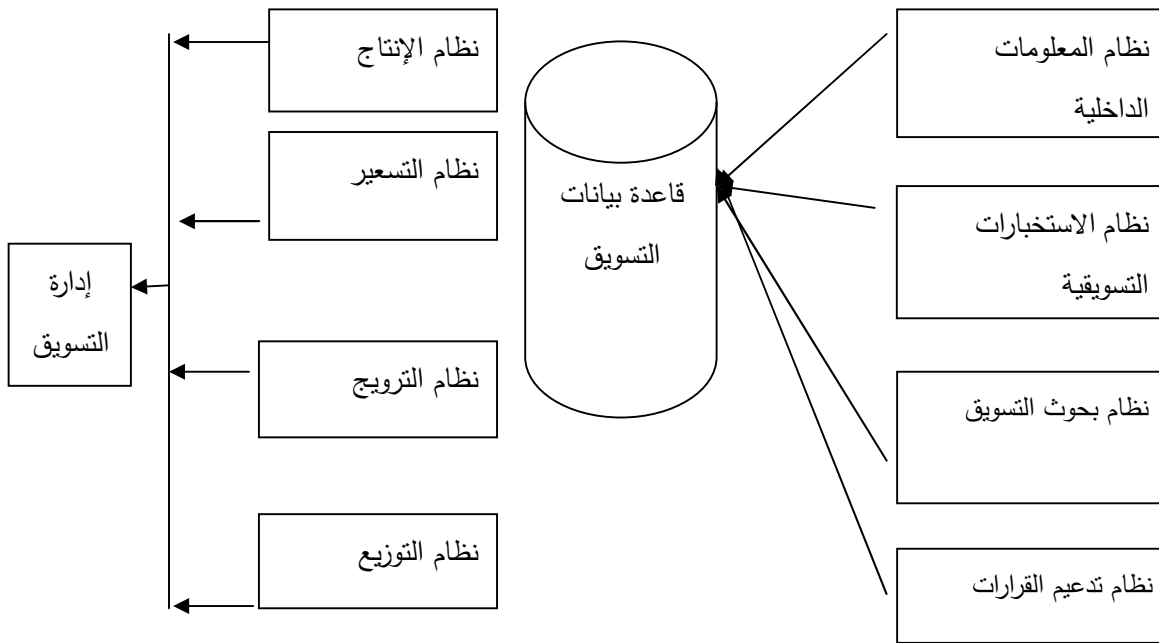 نظام المعلومات
الداخلية
نظام الاستخبارات
التسويقية
نظام بحوث التسويق
نظام تدعيم القرارات
قاعدة بيانات
التسويق
نظام الإنتاج
نظام التسعير
نظام الترويج
نظام التوزيع
إدارة
التسويق